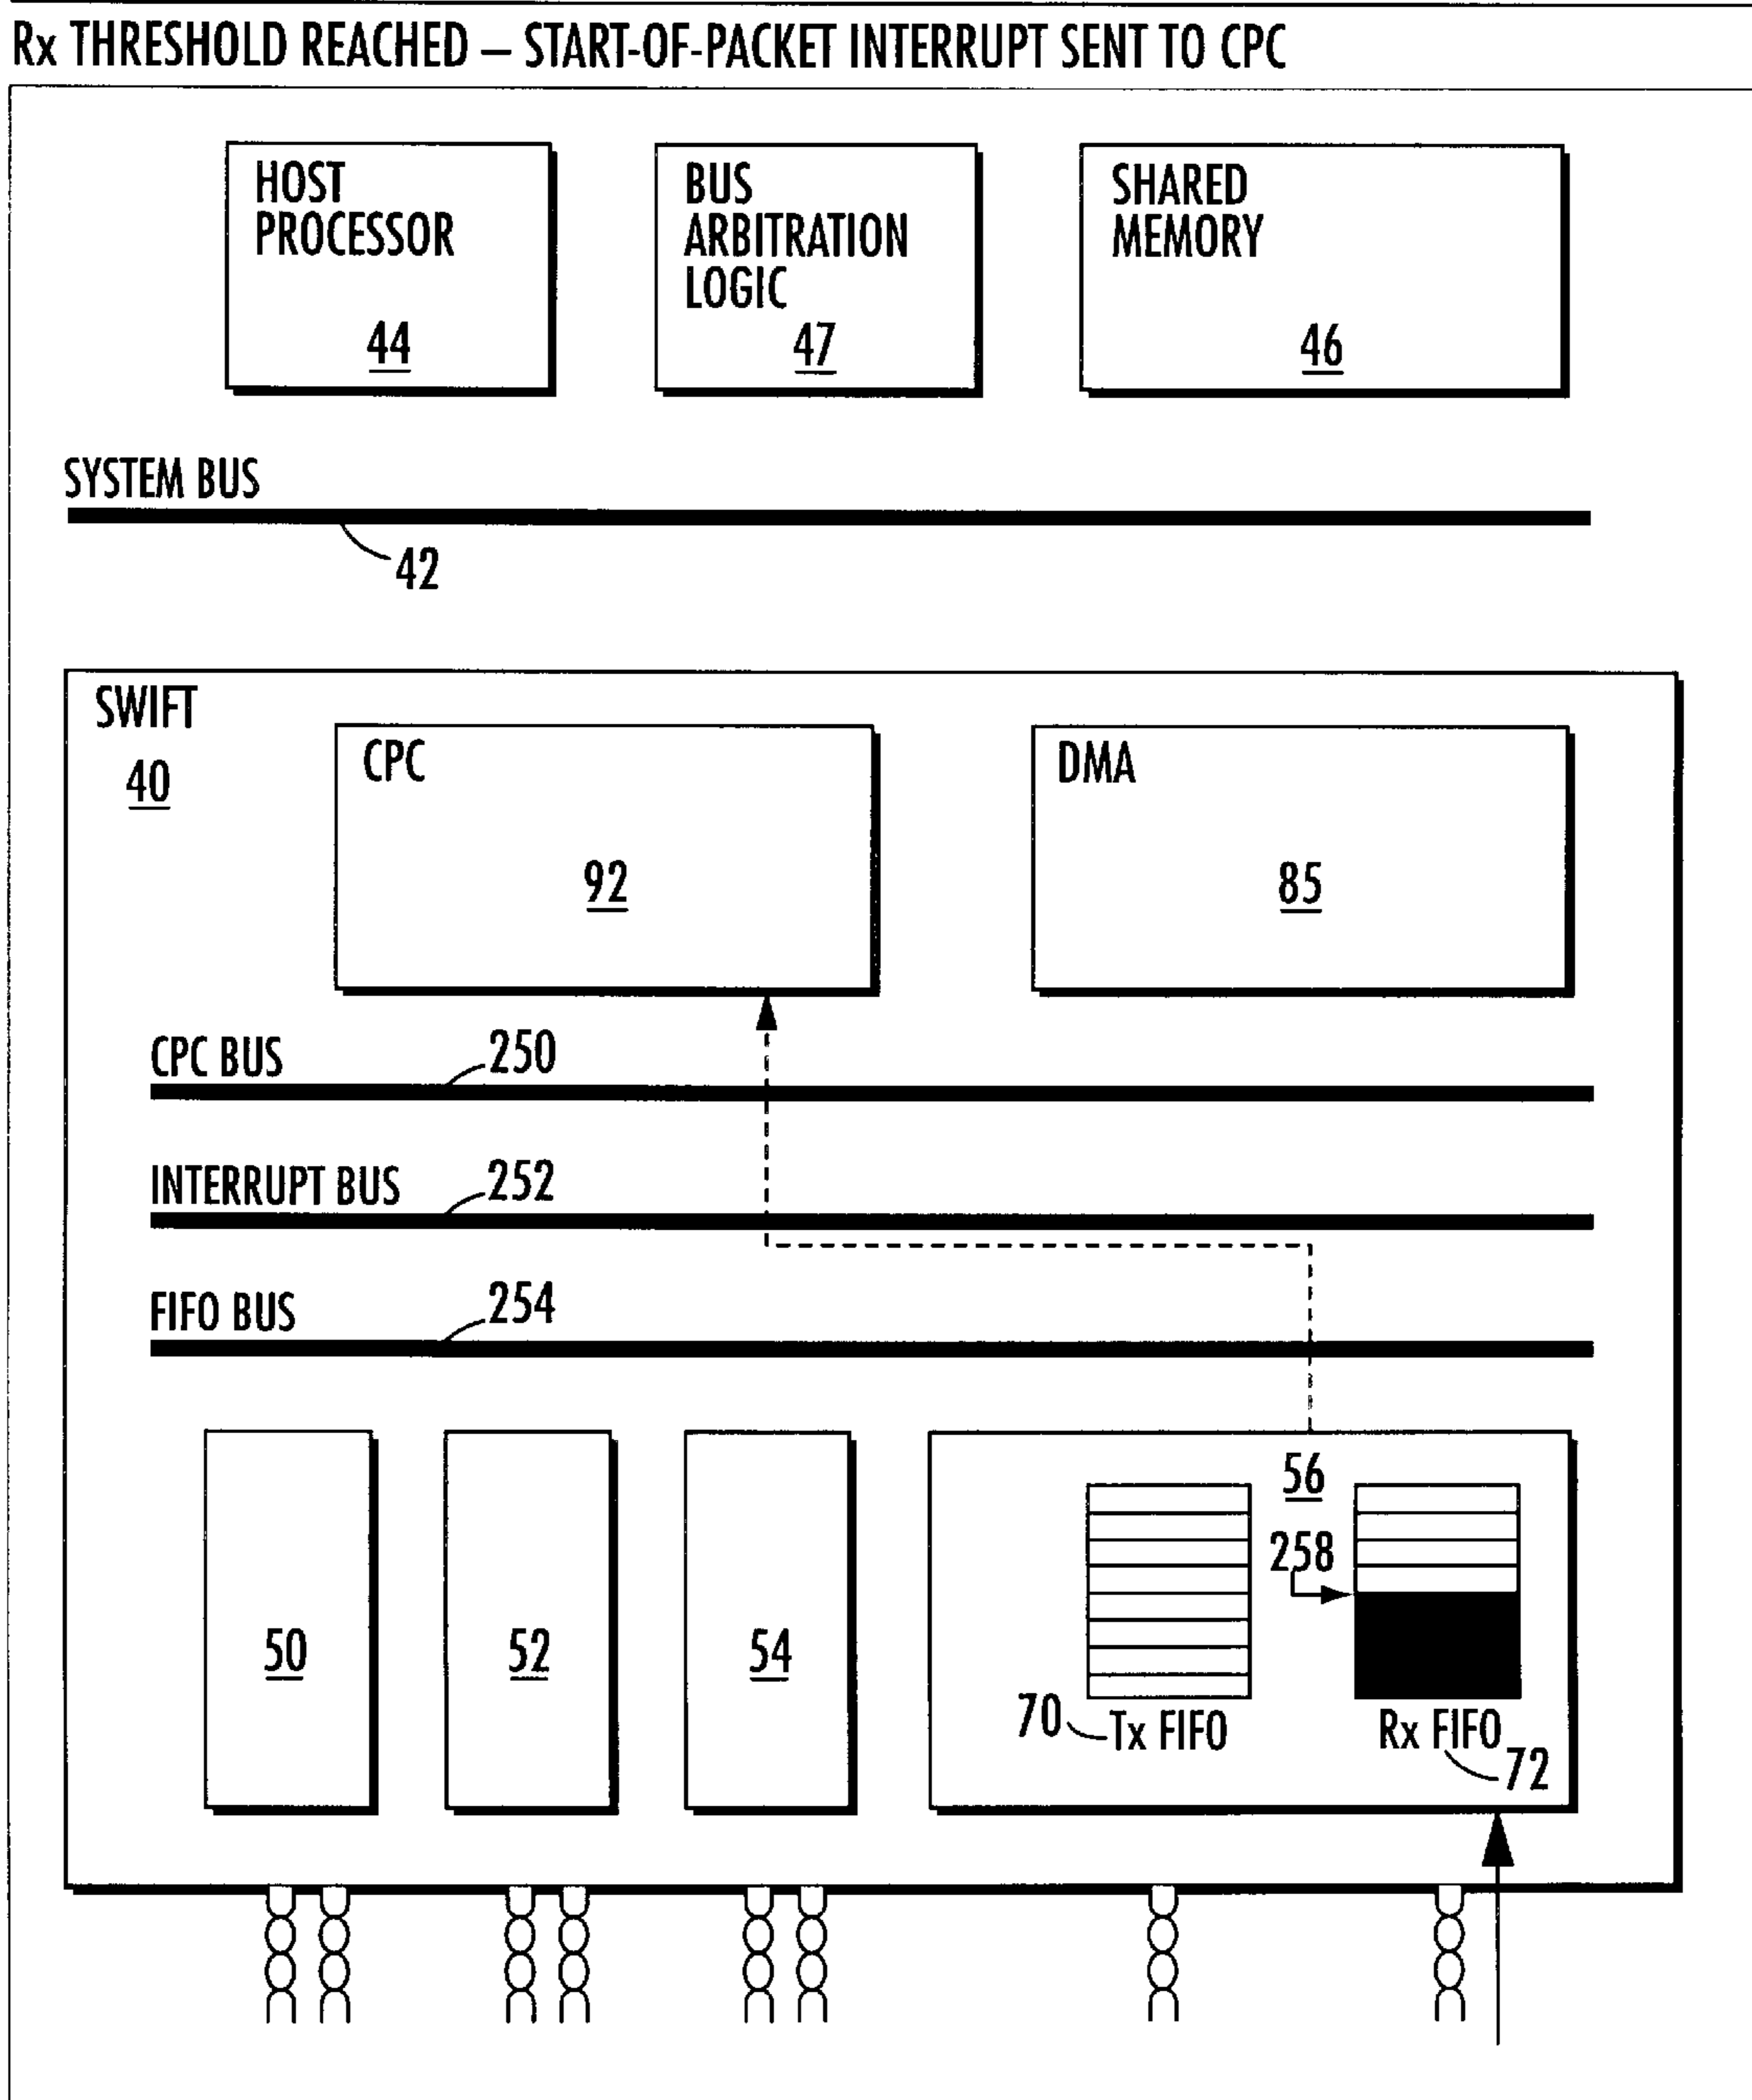 Rx THRESHOLD REACHED – START-OF-PACKET INTERRUPT SENT TO CPC
HOST
PROCESSOR
44
BUS
ARBITRATION
LOGIC
47
SHARED
MEMORY
46
SYSTEM BUS
42
SWIFT
40
CPC
92
DMA
85
CPC BUS
250
INTERRUPT BUS
252
FIFO BUS
254
50
52
54
56
258
70
Tx FIFO
Rx FIFO
72